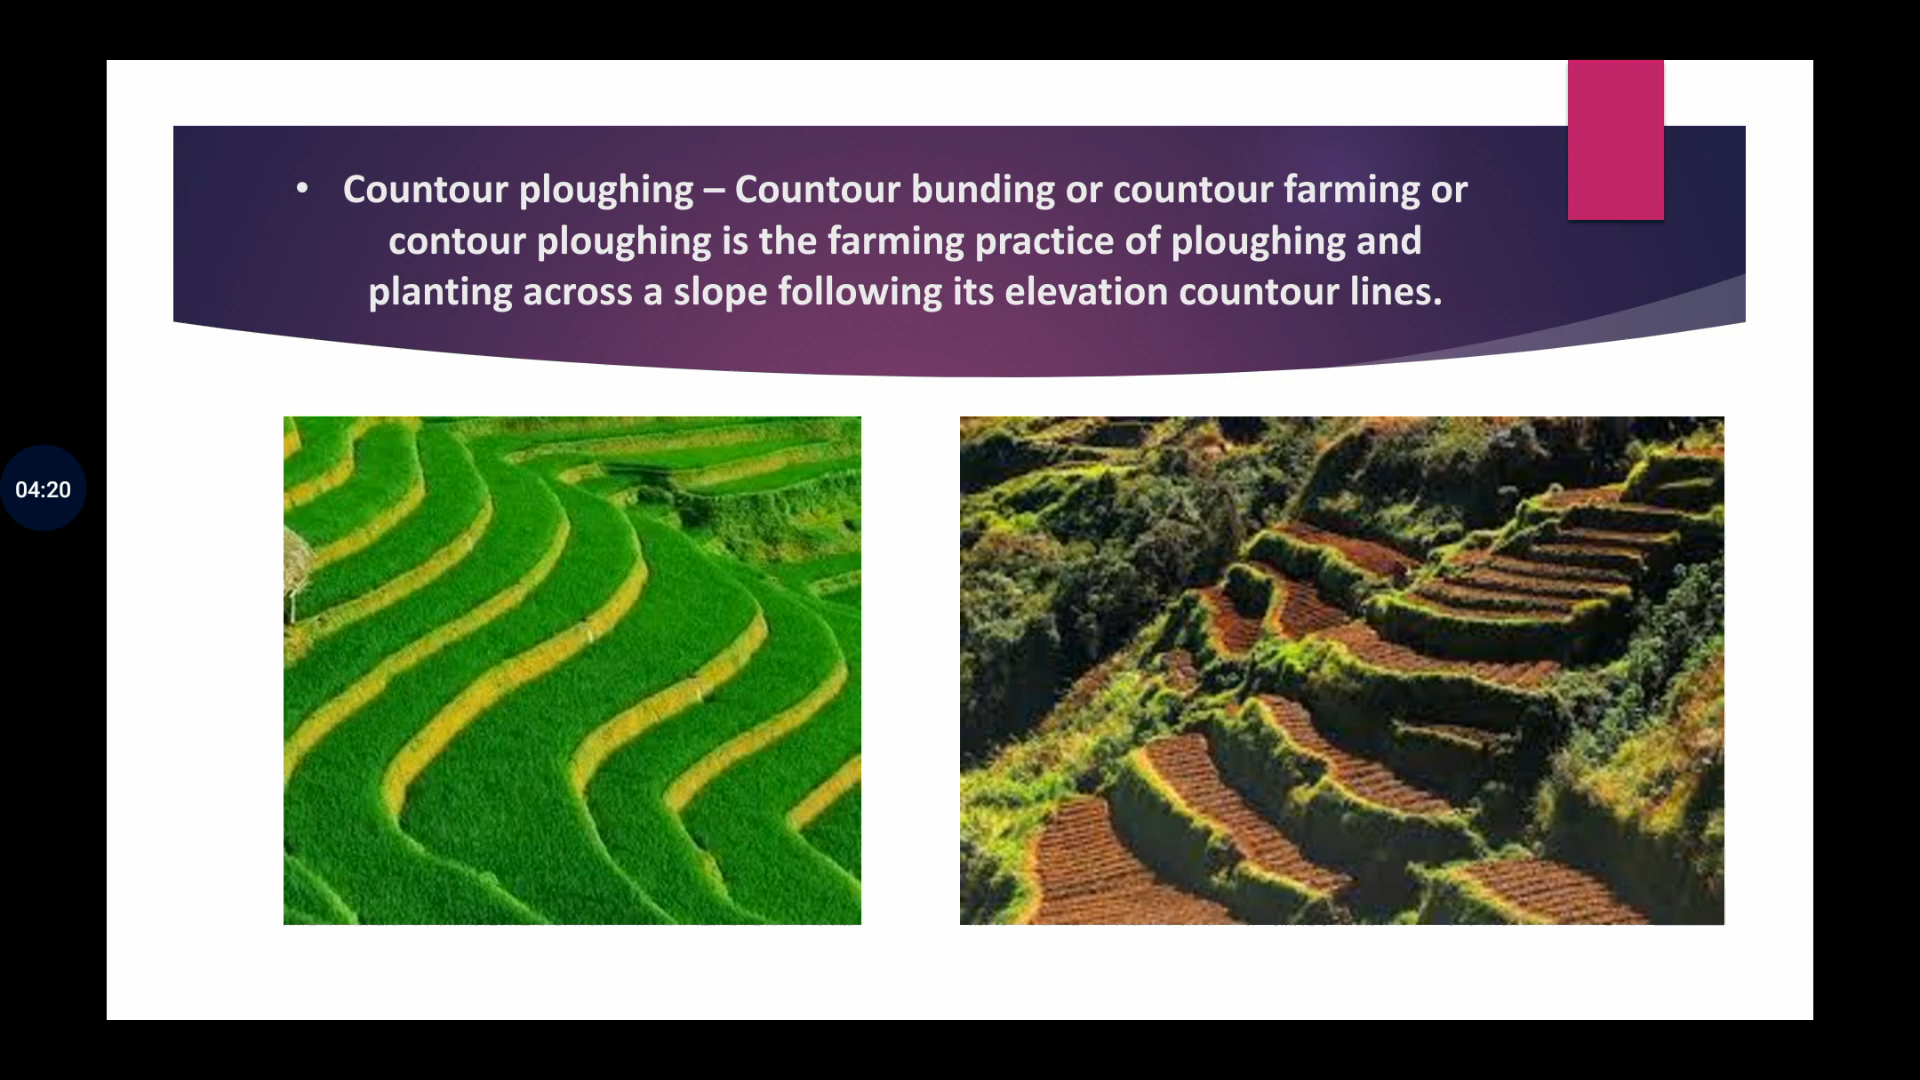 • Countour ploughing – Countour bunding or countour farming or
contour ploughing is the farming practice of ploughing and
planting across a slope following its elevation countour lines.
04:20